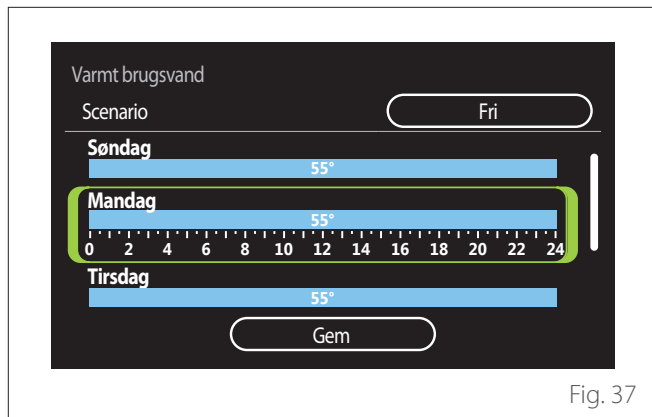 Varmt brugsvand
Scenario Fri
Søndag
55°
Mandag
55°
0 2 4 6 8 10 12 14 16 18 20 22 24
Tirsdag
55°
Gem
Fig. 37